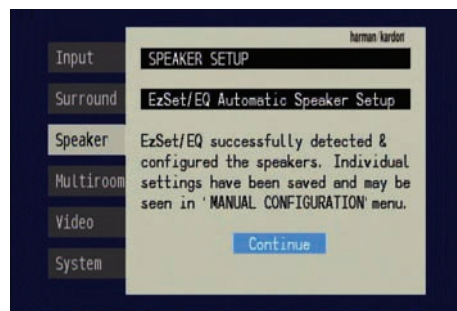 harman/kardon
Input
SPEAKER SETUP
Surround
EzSet/EQ Automatic Speaker Setup
Speaker
EzSet/EQ successfully detected &
configured the speakers. Individual
Multiroom
settings have been saved and may be
seen in 'MANUAL CONFIGURATION' menu.
Video
Continue
System